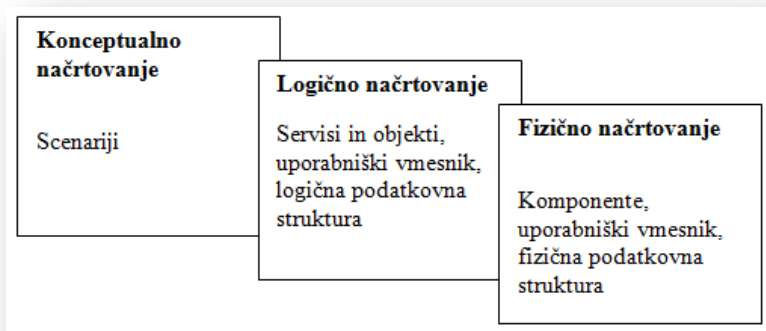 Konceptualno
načrtovanje
Scenariji
Logično načrtovanje
Servisi in objekti,
uporabniški vmesnik,
logična podatkovna
struktura
Fizično načrtovanje
Komponente,
uporabniški vmesnik,
fizična podatkovna
struktura